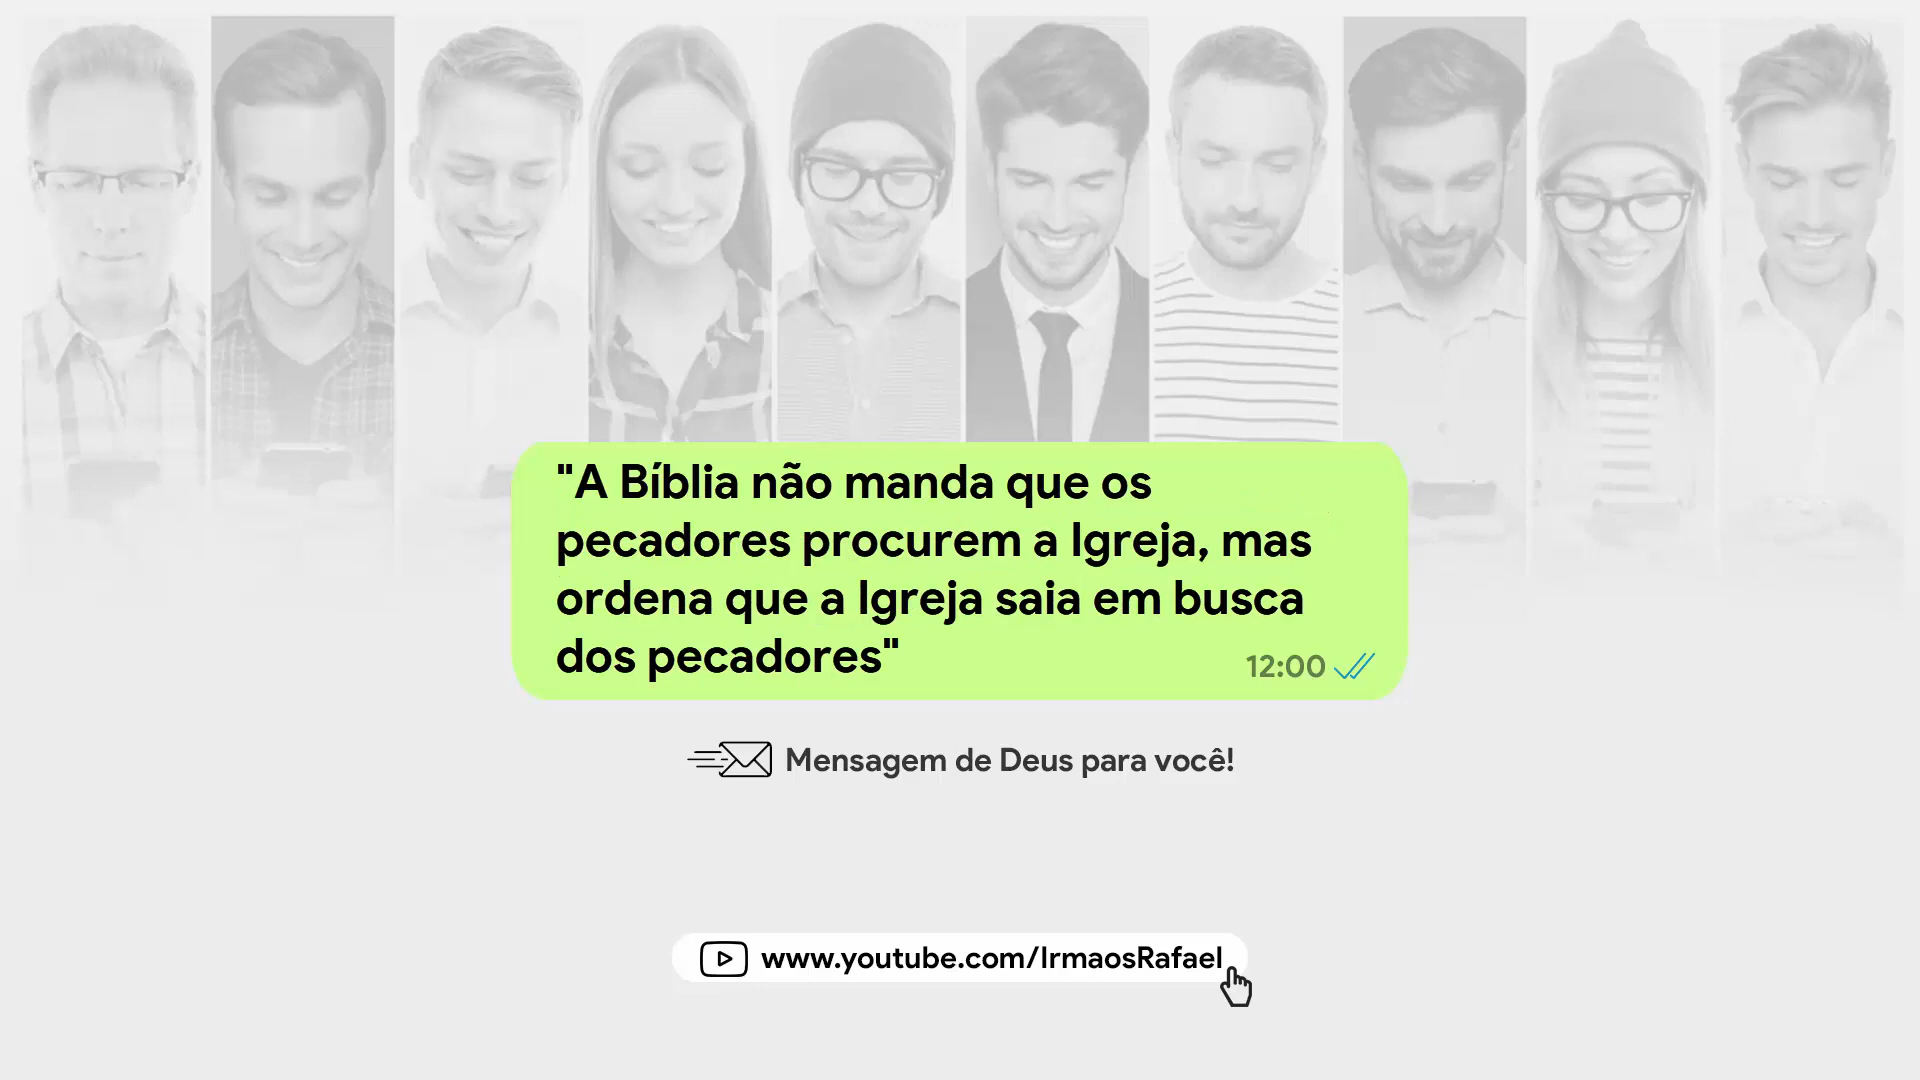 "A Bíblia não manda que os
pecadores procurem a Igreja, mas
ordena que a Igreja saia em busca
dos pecadores"
12:00
Mensagem de Deus para você!
www.youtube.com/IrmaosRafael